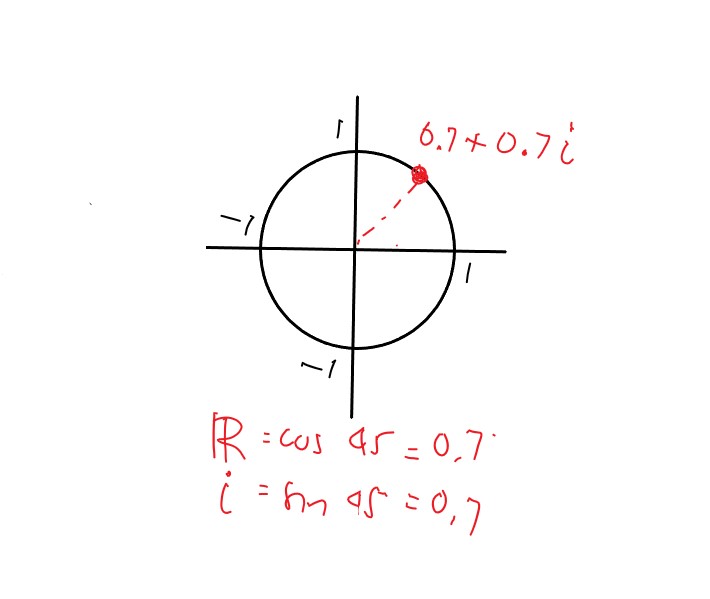 1
0.7+0.7i
-1
1
-1
ℝ = cos 45 = 0.7
i = sin 45 = 0,7